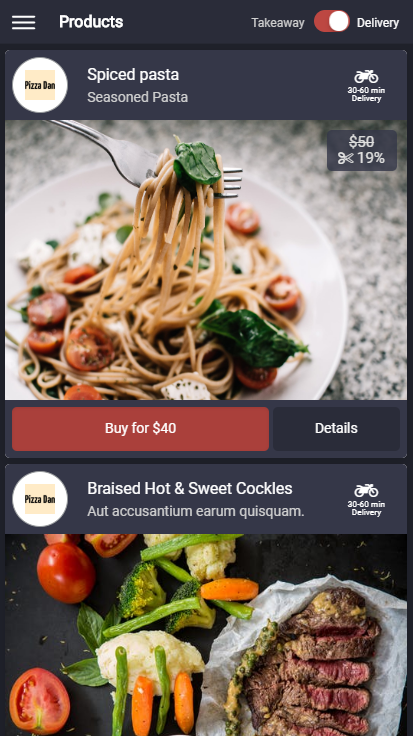 Products
Takeaway
Delivery
Pizza Dan
Spiced pasta
Seasoned Pasta
30-60 min
Delivery
$50
19%
Buy for $40
Details
Pizza Dan
Braised Hot & Sweet Cockles
Aut accusantium earum quisquam.
30-60 min
Delivery